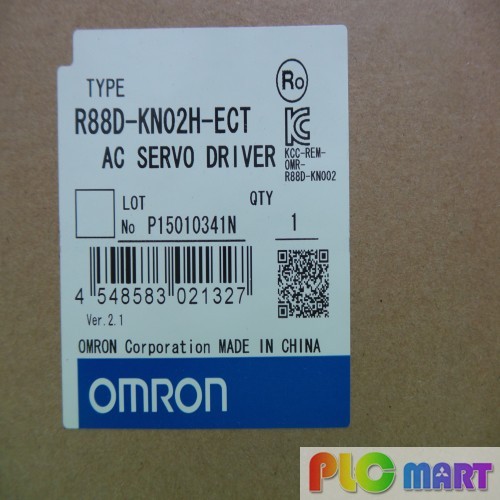 TYPE
Ro
R88D-KN02H-ECT
AC SERVO DRIVER
KCC-REM-
OMR-
R88D-KN002
LOT
No P15010341N
QTY
1
4 548583 021327
Ver.2.1
OMRON Corporation MADE IN CHINA
OMRON
PLC mart